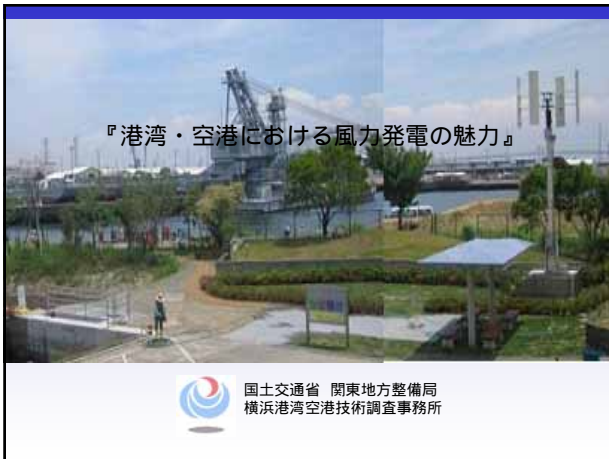 『港湾・空港における風力発電の魅力』
国土交通省 関東地方整備局
横浜港湾空港技術調査事務所